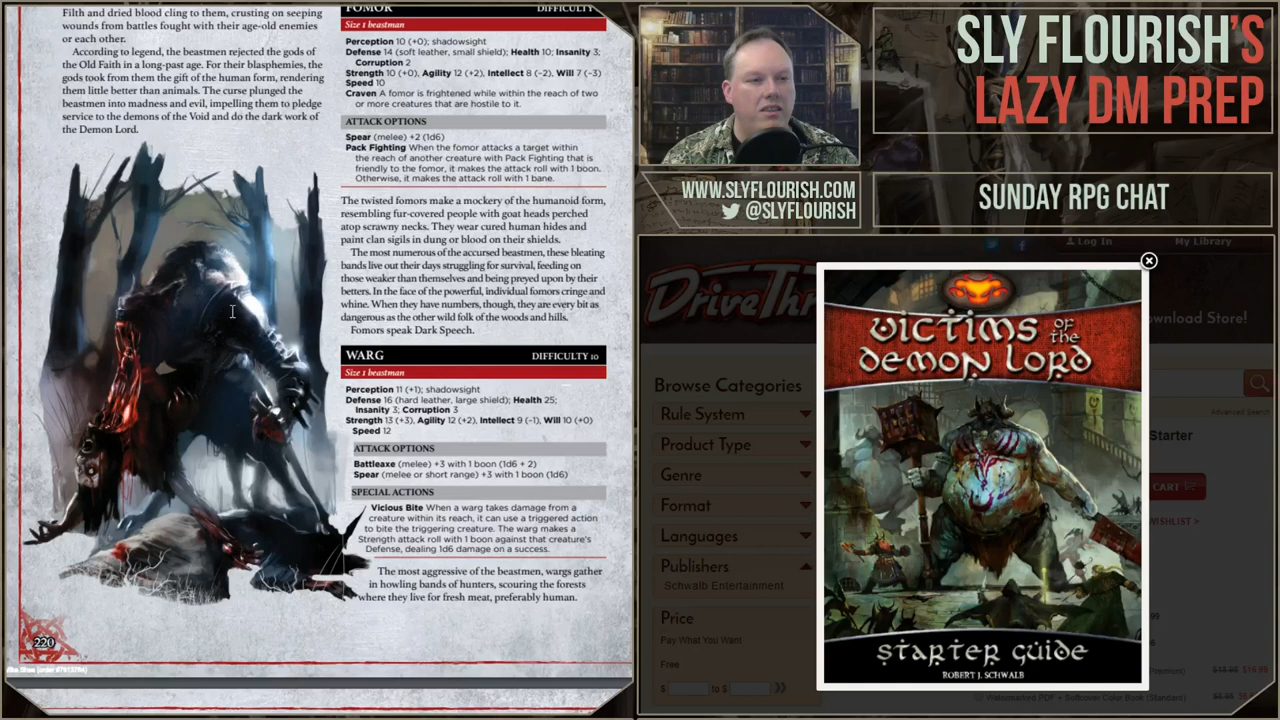 Filth and dried blood cling to them, crusting on seeping
wounds from battles fought with their age-old enemies
or each other.
According to legend, the beastmen rejected the gods of
the Old Faith in a long-past age. For their blasphemies, the
gods took from them the gift of the human form, rendering
them little better than animals. The curse plunged the
beastmen into madness and evil, impelling them to pledge
service to the demons of the Void and do the dark work of
the Demon Lord.
220
FOMOR DIFFICULTY
Size 1 beastman
Perception 10 (+0); shadowsight
Defense 14 (soft leather, small shield); Health 10; Insanity 3;
Corruption 2
Strength 10 (+0), Agility 12 (+2), Intellect 8 (−2), Will 7 (−3)
Speed 10
Craven A fomor is frightened while within the reach of two
or more creatures that are hostile to it.
ATTACK OPTIONS
Spear (melee) +2 (1d6)
Pack Fighting When the fomor attacks a target within
the reach of another creature with Pack Fighting that is
friendly to the fomor, it makes the attack roll with 1 boon.
Otherwise, it makes the attack roll with 1 bane.
The twisted fomors make a mockery of the humanoid form,
resembling fur-covered people with goat heads perched
atop scrawny necks. They wear cured human hides and
paint clan sigils in dung or blood on their shields.
The most numerous of the accursed beastmen, these bleating
bands live out their days struggling for survival, feeding on
those weaker than themselves and being preyed upon by their
betters. In the face of the powerful, individual fomors cringe and
whine. When they have numbers, though, they are every bit as
dangerous as the other wild folk of the woods and hills.
Fomors speak Dark Speech.
WARG DIFFICULTY 10
Size 1 beastman
Perception 11 (+1); shadowsight
Defense 16 (hard leather, large shield); Health 25;
Insanity 3; Corruption 3
Strength 13 (+3), Agility 12 (+2), Intellect 9 (−1), Will 10 (+0)
Speed 12
ATTACK OPTIONS
Battleaxe (melee) +3 with 1 boon (1d6 + 2)
Spear (melee or short range) +3 with 1 boon (1d6)
SPECIAL ACTIONS
Vicious Bite When a warg takes damage from a
creature within its reach, it can use a triggered action
to bite the triggering creature. The warg makes a
Strength attack roll with 1 boon against that creature's
Defense, dealing 1d6 damage on a success.
The most aggressive of the beastmen, wargs gather
in howling bands of hunters, scouring the forests
where they live for fresh meat, preferably human.
SLY FLOURISH'S
LAZY DM PREP
WWW.SLYFLOURISH.COM
@SLYFLOURISH
SUNDAY RPG CHAT
Log In My Library
DriveThr
wnload Store!
Browse Categories
Rule System
Product Type
Genre
Format
Languages
Publishers
Schwalb Entertainment
Price
Pay What You Want
Free
$ to $
Advanced Search
Starter
CART
WISHLIST >
VICTIMS OF THE
DEMON LORD
STARTER GUIDE
ROBERT J. SCHWALB
Watermarked PDF + Softcover Color Book (Standard)